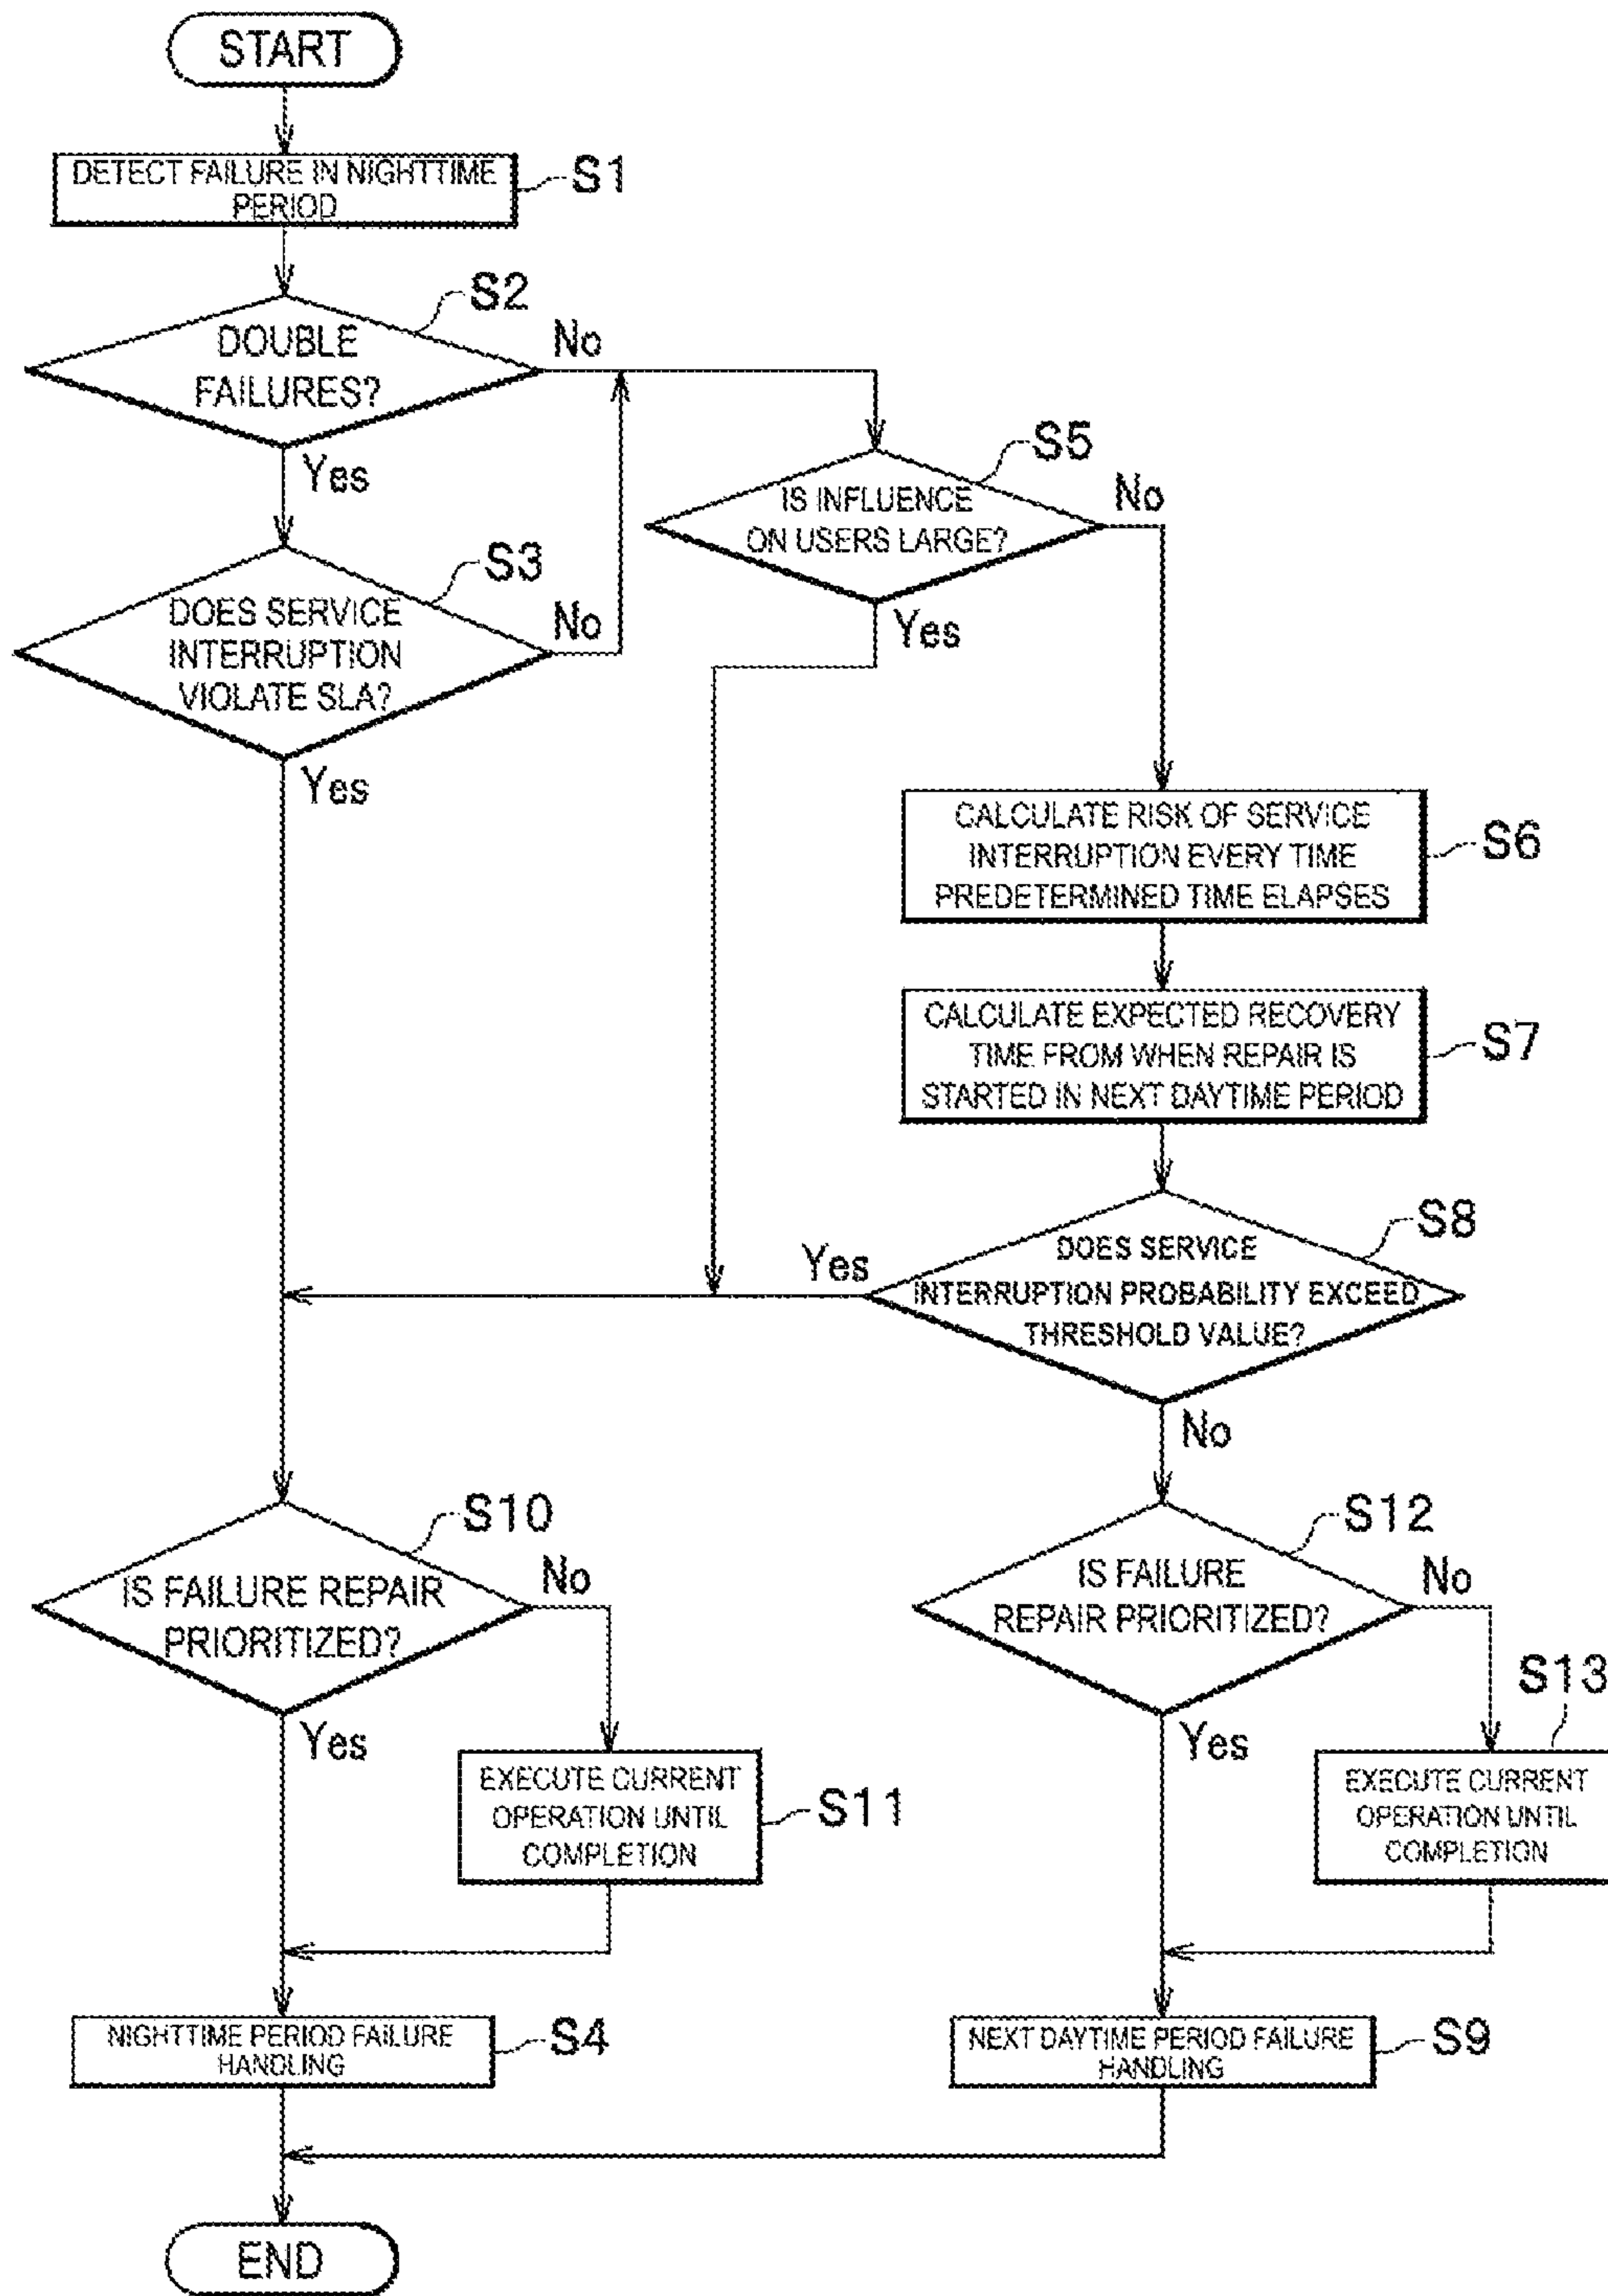 START
DETECT FAILURE IN NIGHTTIME
PERIOD
S1
S2
DOUBLE
FAILURES?
No
Yes
S3
DOES SERVICE
INTERRUPTION
VIOLATE SLA?
No
Yes
S5
IS INFLUENCE
ON USERS LARGE?
No
Yes
CALCULATE RISK OF SERVICE
INTERRUPTION EVERY TIME
PREDETERMINED TIME ELAPSES
S6
CALCULATE EXPECTED RECOVERY
TIME FROM WHEN REPAIR IS
STARTED IN NEXT DAYTIME PERIOD
S7
S8
DOES SERVICE
INTERRUPTION PROBABILITY EXCEED
THRESHOLD VALUE?
Yes
No
S10
IS FAILURE REPAIR
PRIORITIZED?
No
Yes
EXECUTE CURRENT
OPERATION UNTIL
COMPLETION
S11
S12
IS FAILURE
REPAIR PRIORITIZED?
No
Yes
S13
EXECUTE CURRENT
OPERATION UNTIL
COMPLETION
NIGHTTIME PERIOD FAILURE
HANDLING
S4
NEXT DAYTIME PERIOD FAILURE
HANDLING
S9
END